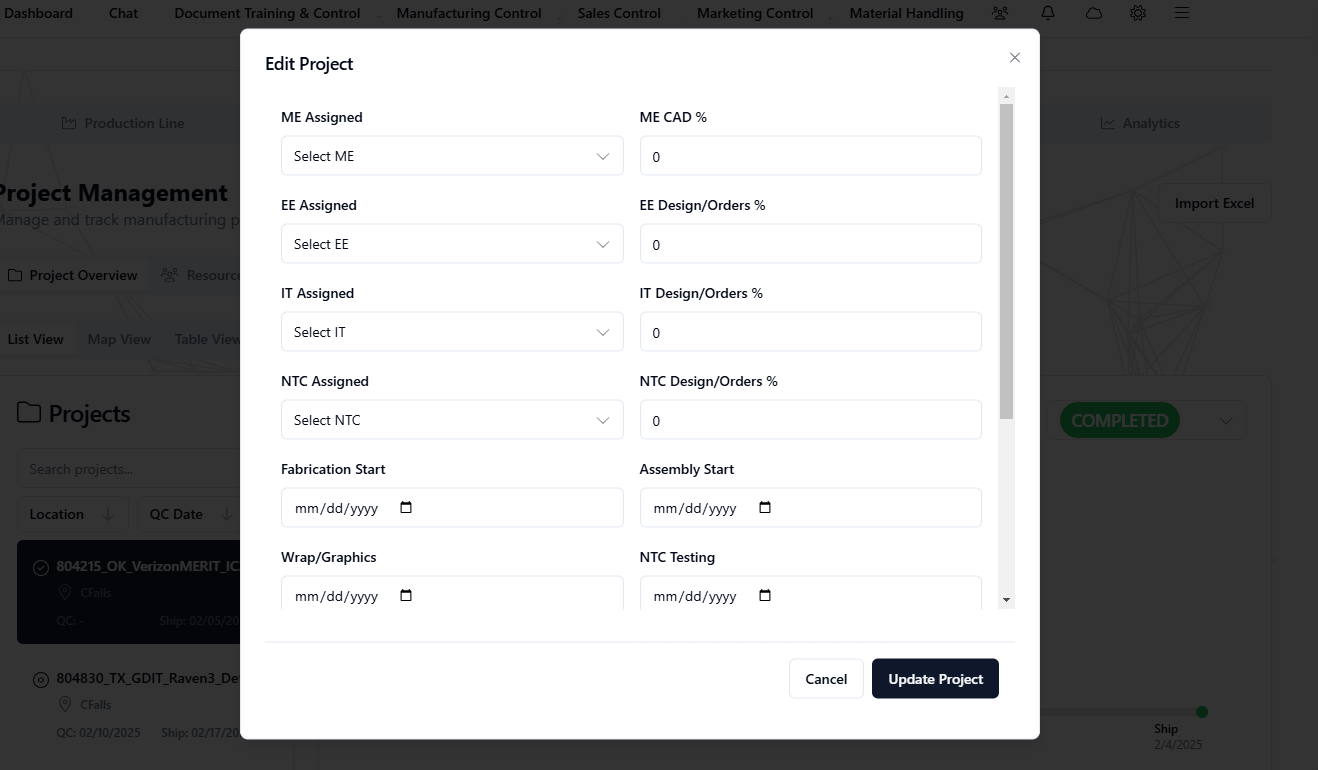 Dashboard Chat Document Training & Control Manufacturing Control Sales Control Marketing Control Material Handling
Edit Project
Production Line
Analytics
Project Management
Manage and track manufacturing p
Import Excel
Project Overview
Resourc
List View Map View Table View
Projects
COMPLETED
Search projects...
Location
QC Date
804215_OK_VerizonMERIT_IC
CFalls
QC: - Ship: 02/05/20
804830_TX_GDIT_Raven3_De
CFalls
QC: 02/10/2025 Ship: 02/17/20
ME Assigned
ME CAD %
Select ME
0
EE Assigned
EE Design/Orders %
Select EE
0
IT Assigned
IT Design/Orders %
Select IT
0
NTC Assigned
NTC Design/Orders %
Select NTC
0
Fabrication Start
Assembly Start
mm/dd/yyyy
mm/dd/yyyy
Wrap/Graphics
NTC Testing
mm/dd/yyyy
mm/dd/yyyy
Cancel
Update Project
Ship
2/4/2025